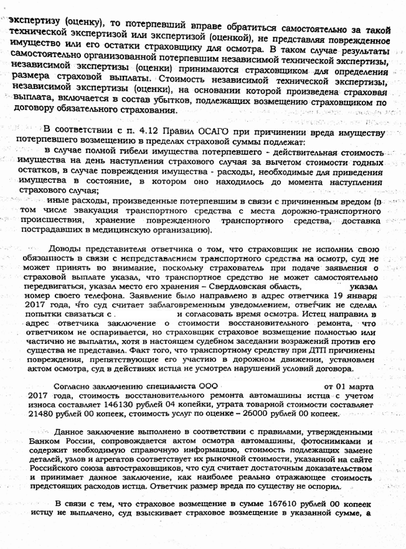 экспертизу (оценку), то потерпевший вправе обратиться самостоятельно за такой
технической экспертизой или экспертизой (оценкой), не представляя поврежденное
имущество или его остатки страховщику для осмотра. В таком случае результаты
самостоятельно организованной потерпевшим независимой технической экспертизы,
независимой экспертизы (оценки) принимаются страховщиком для определения
размера страховой выплаты. Стоимость независимой технической экспертизы,
независимой экспертизы (оценки), на основании которой произведена страховая
выплата, включается в состав убытков, подлежащих возмещению страховщиком по
договору обязательного страхования.
В соответствии с п. 4.12 Правил ОСАГО при причинении вреда имуществу
потерпевшего возмещению в пределах страховой суммы подлежат:
в случае полной гибели имущества потерпевшего - действительная стоимость
имущества на день наступления страхового случая за вычетом стоимости годных
остатков, в случае повреждения имущества - расходы, необходимые для приведения
имущества в состояние, в котором оно находилось до момента наступления
страхового случая;
иные расходы, произведенные потерпевшим в связи с причиненным вредом (в
том числе эвакуация транспортного средства с места дорожно-транспортного
происшествия, хранение поврежденного транспортного средства, доставка
пострадавших в медицинскую организацию).
Доводы представителя ответчика о том, что страховщик не исполнил свою
обязанность в связи с непредставлением транспортного средства на осмотр, суд не
может принять во внимание, поскольку страхователь при подаче заявления о
страховой выплате указал, что транспортное средство не может самостоятельно
передвигаться, указал место его хранения – Свердловская область, указал
номер своего телефона. Заявление было направлено в адрес ответчика 19 января
2017 года, что суд считает заблаговременным уведомлением, ответчик не сделал
попытки связаться с и согласовать время осмотра. Истец направил в
адрес ответчика заключение о стоимости восстановительного ремонта, что
ответчиком не оспаривается, но страховщик страховое возмещение полностью или
частично не выплатил, хотя в настоящем судебном заседании возражений против его
существа не представил. Факт того, что транспортному средству при ДТП причинены
повреждения, препятствующие его участию в дорожном движении, установлен
актом осмотра, суд в действиях истца не усмотрел нарушений условий договора.
Согласно заключению специалиста ООО от 01 марта
2017 года, стоимость восстановительного ремонта автомашины истца с учетом
износа составляет 146130 рублей 04 копейки, утрата товарной стоимости составляет
21480 рублей 00 копеек, стоимость услуг по оценке – 26000 рублей 00 копеек.
Данное заключение выполнено в соответствии с правилами, утвержденными
Банком России, сопровождается актом осмотра автомашины, фотоснимками и
содержит необходимую справочную информацию, стоимость подлежащих замене
деталей, узлов и агрегатов соответствует их рыночной стоимости, указанной на сайте
Российского союза автостраховщиков, что суд считает достаточным доказательством
и принимает данное заключение, как наиболее реально отражающее стоимость
предстоящих расходов истца. Ответчик размер вреда по существу не оспорил.
В связи с тем, что страховое возмещение в сумме 167610 рублей 00 копеек
истцу не выплачено, суд взыскивает страховое возмещение в указанной сумме, а